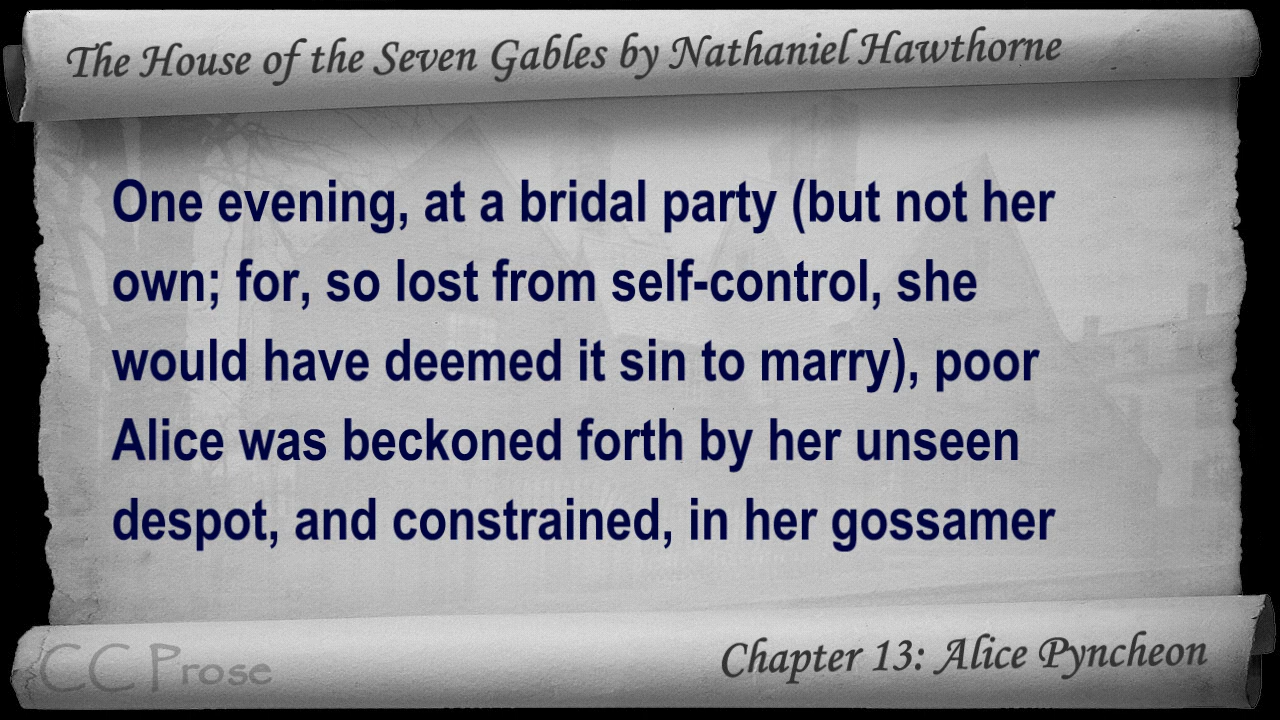 The House of the Seven Gables by Nathaniel Hawthorne
One evening, at a bridal party (but not her
own; for, so lost from self-control, she
would have deemed it sin to marry), poor
Alice was beckoned forth by her unseen
despot, and constrained, in her gossamer
CC Prose
Chapter 13: Alice Pyncheon